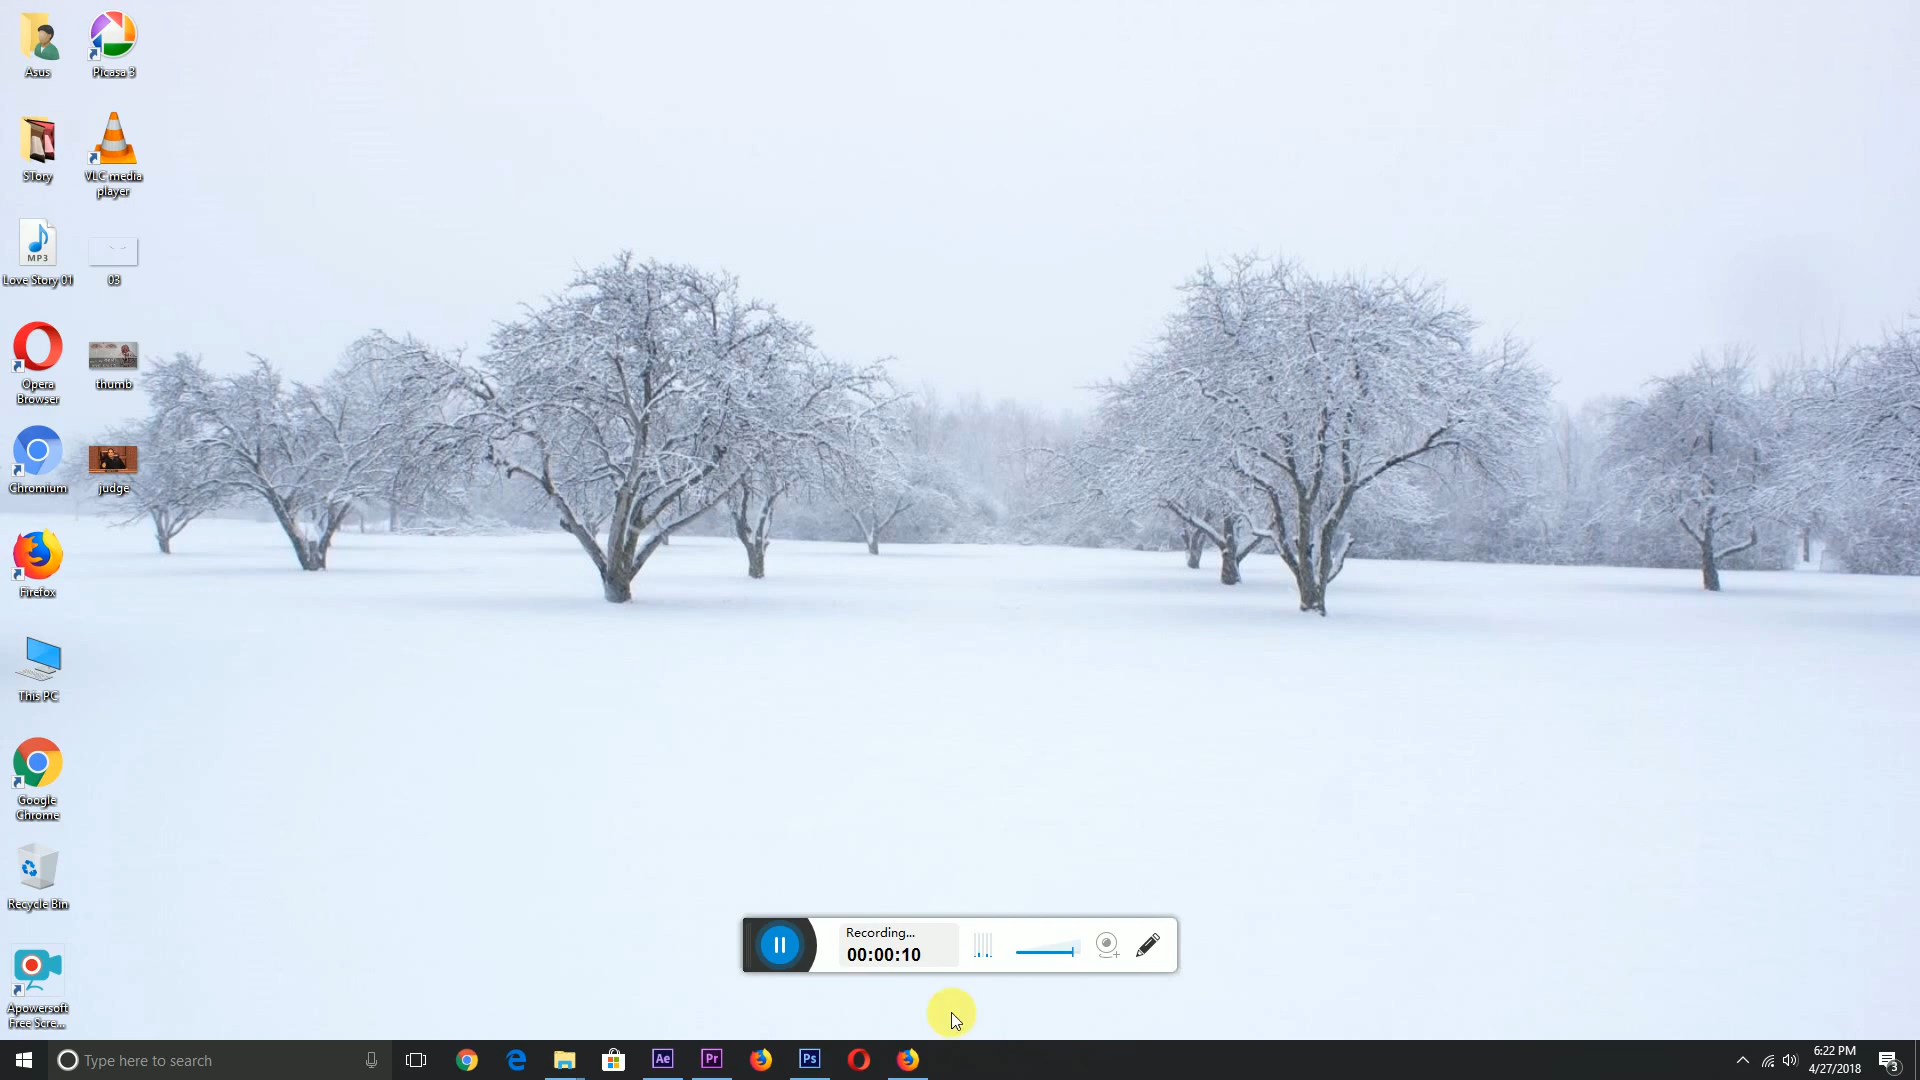 Asus
Picasa 3
STory
VLC media
player
MP3
Love Story 01
03
Opera
Browser
thumb
Chromium
judge
Firefox
This PC
Google
Chrome
Recycle Bin
Apowersoft
Free Scre...
Recording...
00:00:10
Type here to search
Ae
Pr
Ps
6:22 PM
4/27/2018
3